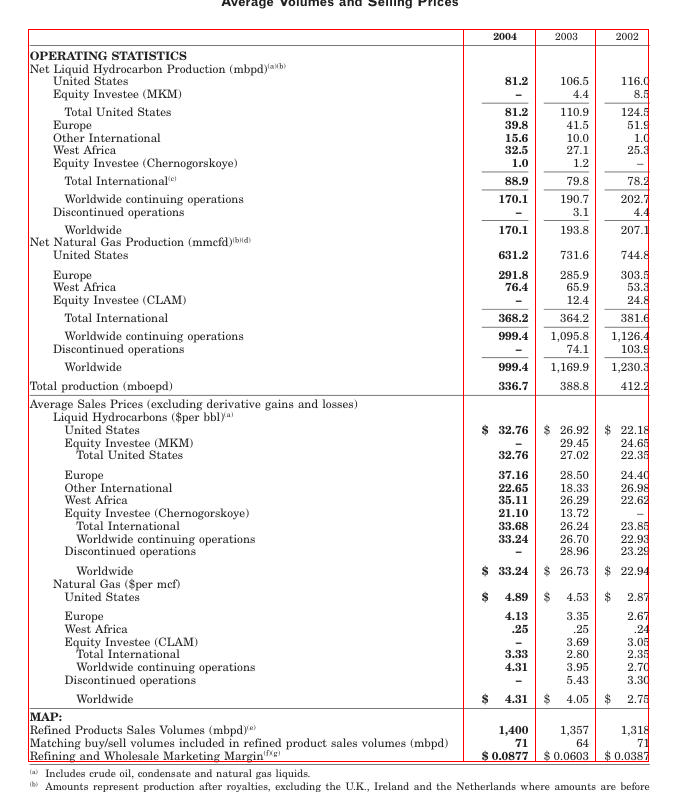 Average Volumes and Selling Prices
2004 2003 2002
OPERATING STATISTICS
Net Liquid Hydrocarbon Production (mbpd)(a)(b)
United States 81.2 106.5 116.0
Equity Investee (MKM) – 4.4 8.5
Total United States 81.2 110.9 124.5
Europe 39.8 41.5 51.9
Other International 15.6 10.0 1.0
West Africa 32.5 27.1 25.3
Equity Investee (Chernogorskoye) 1.0 1.2 –
Total International(c) 88.9 79.8 78.2
Worldwide continuing operations 170.1 190.7 202.7
Discontinued operations – 3.1 4.4
Worldwide 170.1 193.8 207.1
Net Natural Gas Production (mmcfd)(b)(d)
United States 631.2 731.6 744.8
Europe 291.8 285.9 303.5
West Africa 76.4 65.9 53.3
Equity Investee (CLAM) – 12.4 24.8
Total International 368.2 364.2 381.6
Worldwide continuing operations 999.4 1,095.8 1,126.4
Discontinued operations – 74.1 103.9
Worldwide 999.4 1,169.9 1,230.3
Total production (mboepd) 336.7 388.8 412.2
Average Sales Prices (excluding derivative gains and losses)
Liquid Hydrocarbons ($per bbl)(a)
United States $ 32.76 $ 26.92 $ 22.18
Equity Investee (MKM) – 29.45 24.65
Total United States 32.76 27.02 22.35
Europe 37.16 28.50 24.40
Other International 22.65 18.33 26.98
West Africa 35.11 26.29 22.62
Equity Investee (Chernogorskoye) 21.10 13.72 –
Total International 33.68 26.24 23.85
Worldwide continuing operations 33.24 26.70 22.93
Discontinued operations – 28.96 23.29
Worldwide $ 33.24 $ 26.73 $ 22.94
Natural Gas ($per mcf)
United States $ 4.89 $ 4.53 $ 2.87
Europe 4.13 3.35 2.67
West Africa .25 .25 .24
Equity Investee (CLAM) – 3.69 3.05
Total International 3.33 2.80 2.35
Worldwide continuing operations 4.31 3.95 2.70
Discontinued operations – 5.43 3.30
Worldwide $ 4.31 $ 4.05 $ 2.75
MAP:
Refined Products Sales Volumes (mbpd)(e) 1,400 1,357 1,318
Matching buy/sell volumes included in refined product sales volumes (mbpd) 71 64 71
Refining and Wholesale Marketing Margin(f)(g) $ 0.0877 $ 0.0603 $ 0.0387
(a) Includes crude oil, condensate and natural gas liquids.
(b) Amounts represent production after royalties, excluding the U.K., Ireland and the Netherlands where amounts are before